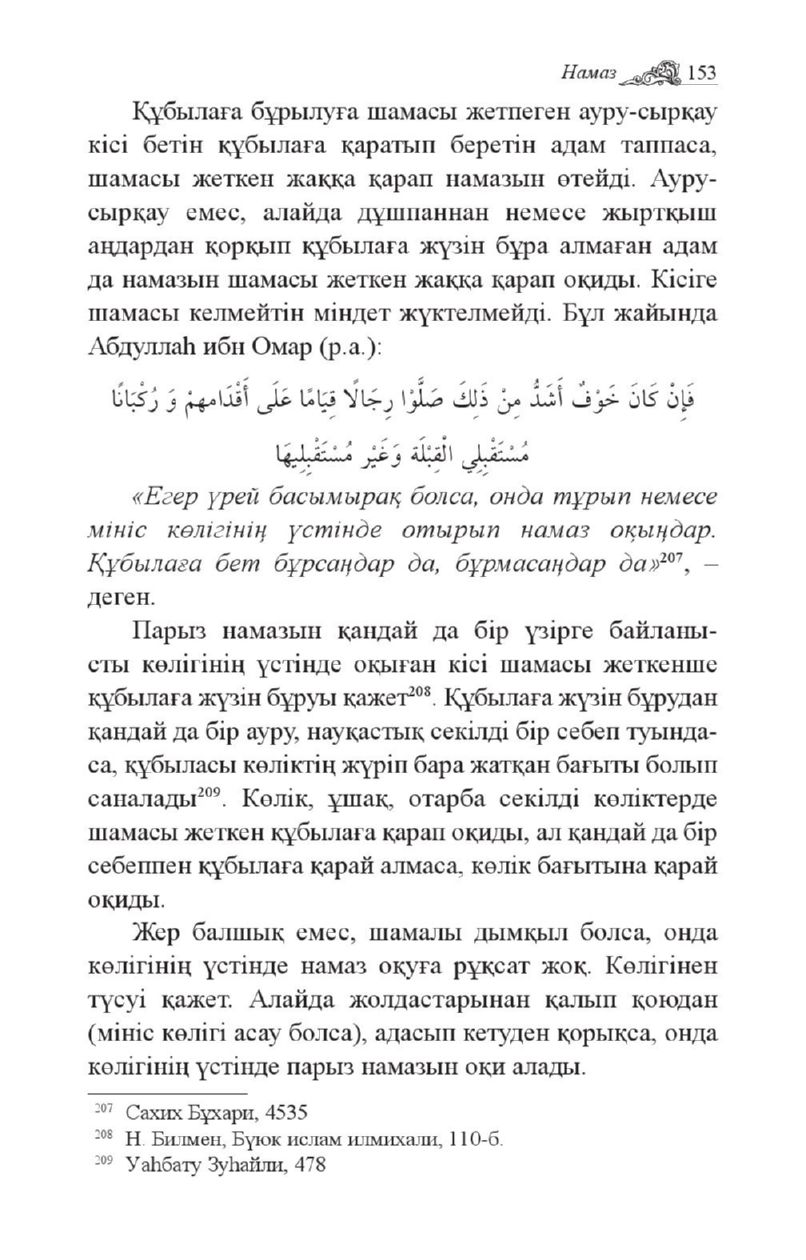 Намаз 153
Құбылаға бұрылуға шамасы жетпеген ауру-сырқау
кісі бетін құбылаға қаратып беретін адам таппаса,
шамасы жеткен жаққа қарап намазын өтейді. Ауру-
сырқау емес, алайда дұшпаннан немесе жыртқыш
аңдардан қорқып құбылаға жүзін бұра алмаған адам
да намазын шамасы жеткен жаққа қарап оқиды. Кісіге
шамасы келмейтін міндет жүктелмейді. Бұл жайында
Абдуллаһ ибн Омар (р.а.):
فَإِنْ كَانَ خَوْفٌ أَشَدُّ مِنْ ذَلِكَ صَلَّوْا رِجَالًا قِيَامًا عَلَى أَقْدَامِهِمْ وَ رُكْبَانًا
مُسْتَقْبِلِي الْقِبْلَةِ وَغَيْرِ مُسْتَقْبِلِيهَا
«Егер үрей басымырақ болса, онда тұрып немесе
мініс көлігінің үстінде отырып намаз оқыңдар.
Құбылаға бет бұрсаңдар да, бұрмасаңдар да»²⁰⁷, –
деген.
Парыз намазын қандай да бір үзірге байланы-
сты көлігінің үстінде оқыған кісі шамасы жеткенше
құбылаға жүзін бұруы қажет²⁰⁸. Құбылаға жүзін бұрудан
қандай да бір ауру, науқастық секілді бір себеп туында-
са, құбыласы көліктің жүріп бара жатқан бағыты болып
саналады²⁰⁹. Көлік, ұшақ, отарба секілді көліктерде
шамасы жеткен құбылаға қарап оқиды, ал қандай да бір
себеппен құбылаға қарай алмаса, көлік бағытына қарай
оқиды.
Жер балшық емес, шамалы дымқыл болса, онда
көлігінің үстінде намаз оқуға рұқсат жоқ. Көлігінен
түсуі қажет. Алайда жолдастарынан қалып қоюдан
(мініс көлігі асау болса), адасып кетуден қорықса, онда
көлігінің үстінде парыз намазын оқи алады.
²⁰⁷ Сахих Бұхари, 4535
²⁰⁸ Н. Билмен, Бүюк ислам илмихали, 110-б.
²⁰⁹ Уаһбату Зуһайли, 478